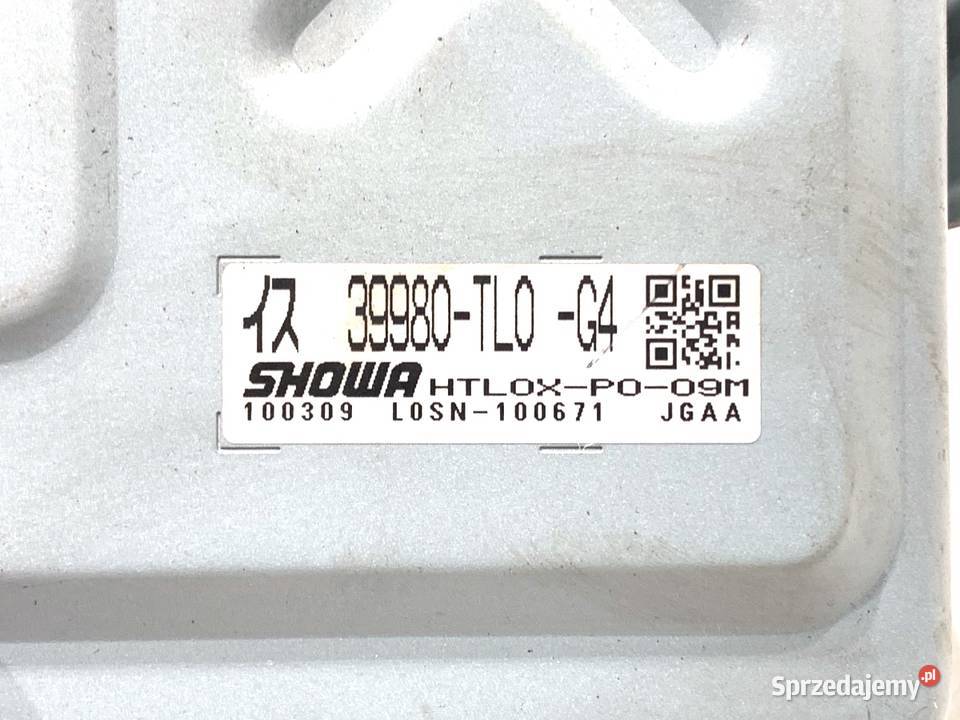 イス 39980-TL0 -G4
SHOWA HTL0X-P0-09M
100309 L0SN-100671 JGAA
Sprzedajemy.pl